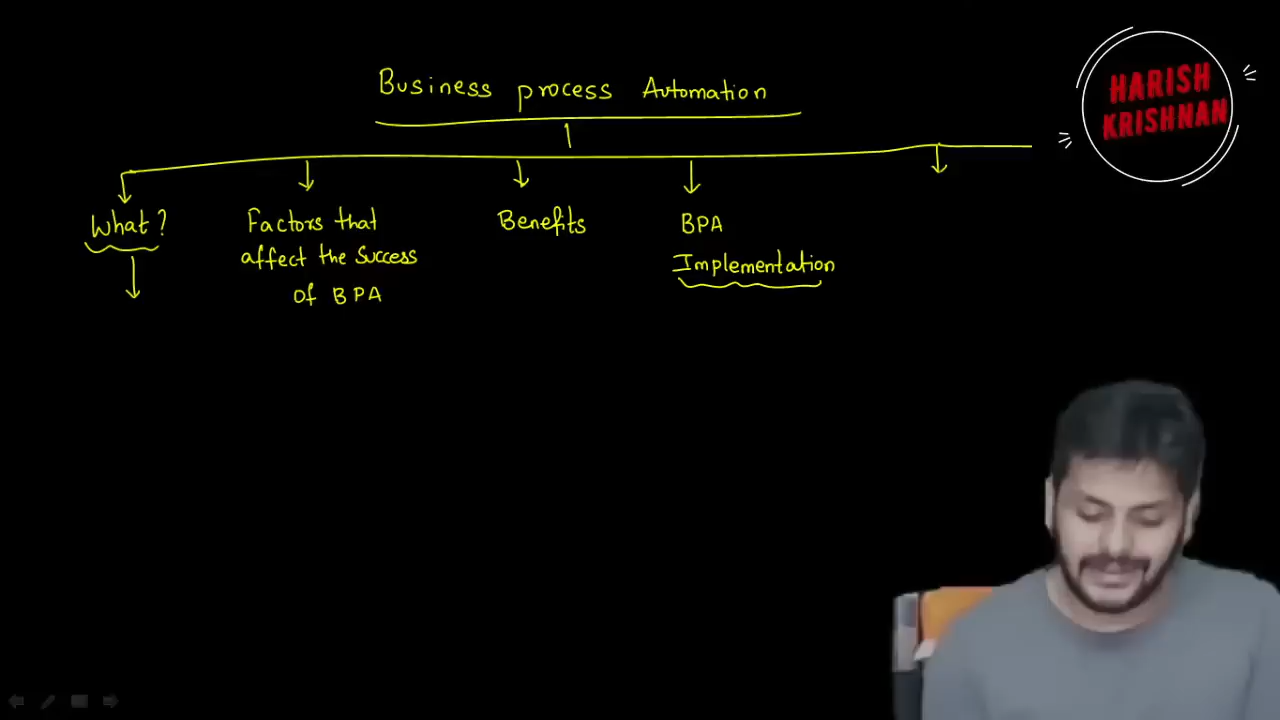 Business process Automation
HARISH
KRISHNAN
What?
Factors that
affect the Success
Of BPA
Benefits
BPA
Implementation